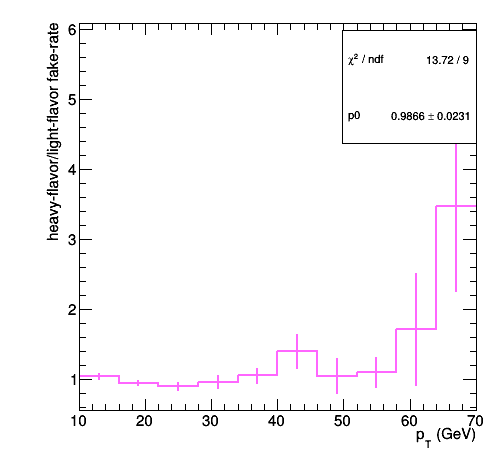 heavy-flavor/light-flavor fake-rate
χ² / ndf 13.72 / 9
p0 0.9866 ± 0.0231
6
5
4
3
2
1
10 20 30 40 50 60 70
p_T (GeV)